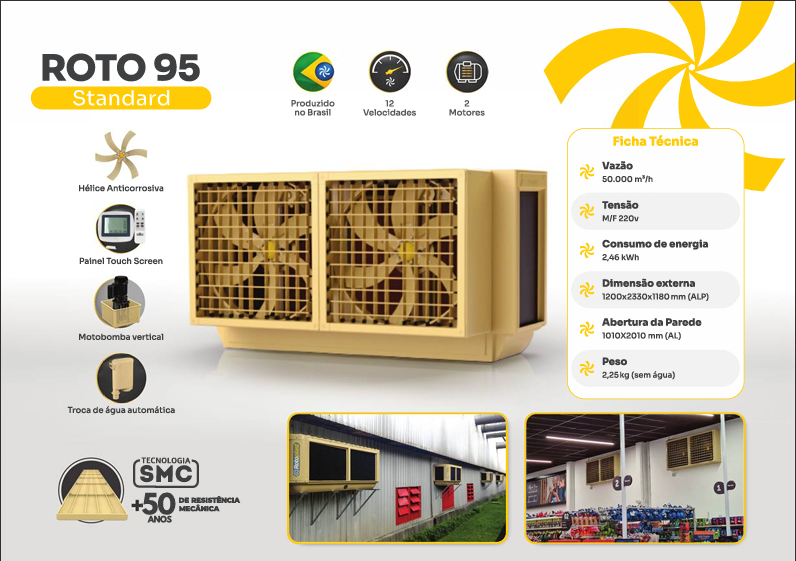 ROTO 95
Standard
Produzido
no Brasil
12
Velocidades
2
Motores
Hélice Anticorrosiva
Painel Touch Screen
Motobomba vertical
Troca de água automática
Ficha Técnica
Vazão
50.000 m³/h
Tensão
M/F 220v
Consumo de energia
2,46 kWh
Dimensão externa
1200x2330x1180 mm (ALP)
Abertura da Parede
1010X2010 mm (AL)
Peso
2,25 kg (sem água)
TECNOLOGIA
SMC
+50
ANOS
DE RESISTÊNCIA
MECÂNICA
2
1